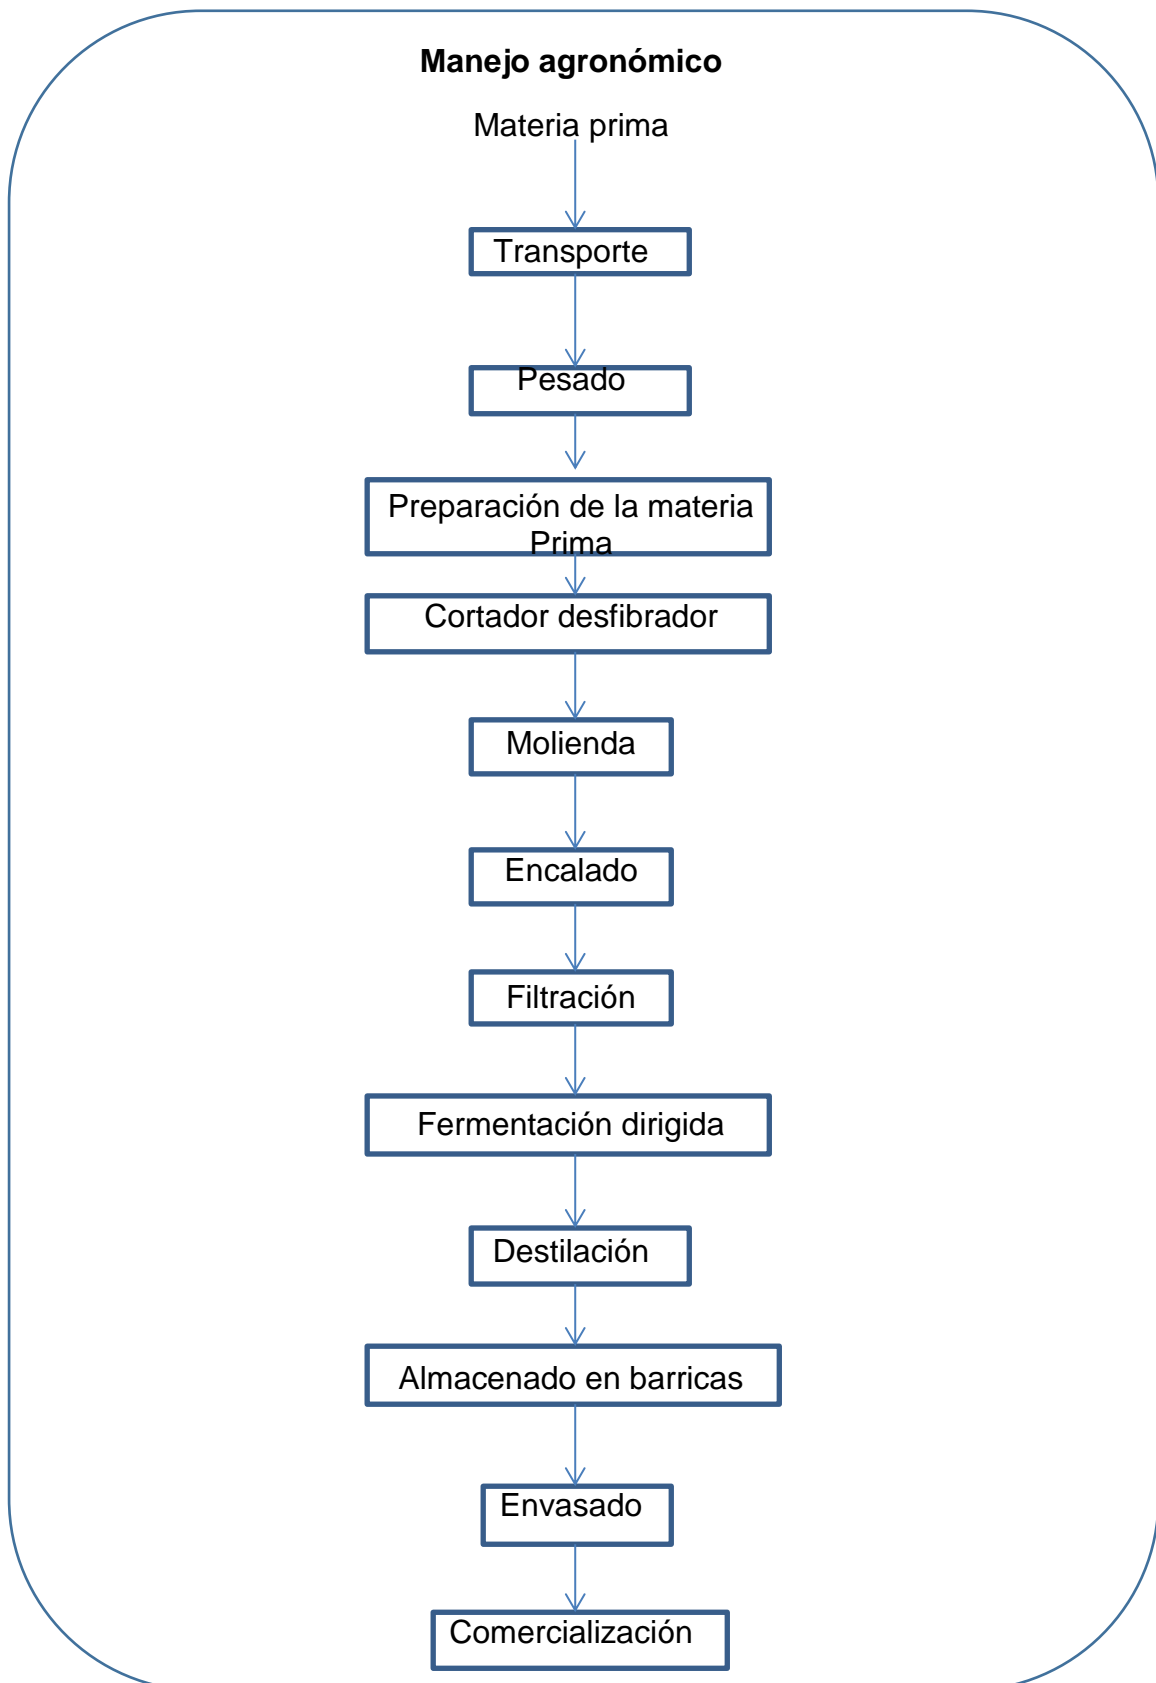 Manejo agronómico
Materia prima
Transporte
Pesado
Preparación de la materia
Prima
Cortador desfibrador
Molienda
Encalado
Filtración
Fermentación dirigida
Destilación
Almacenado en barricas
Envasado
Comercialización